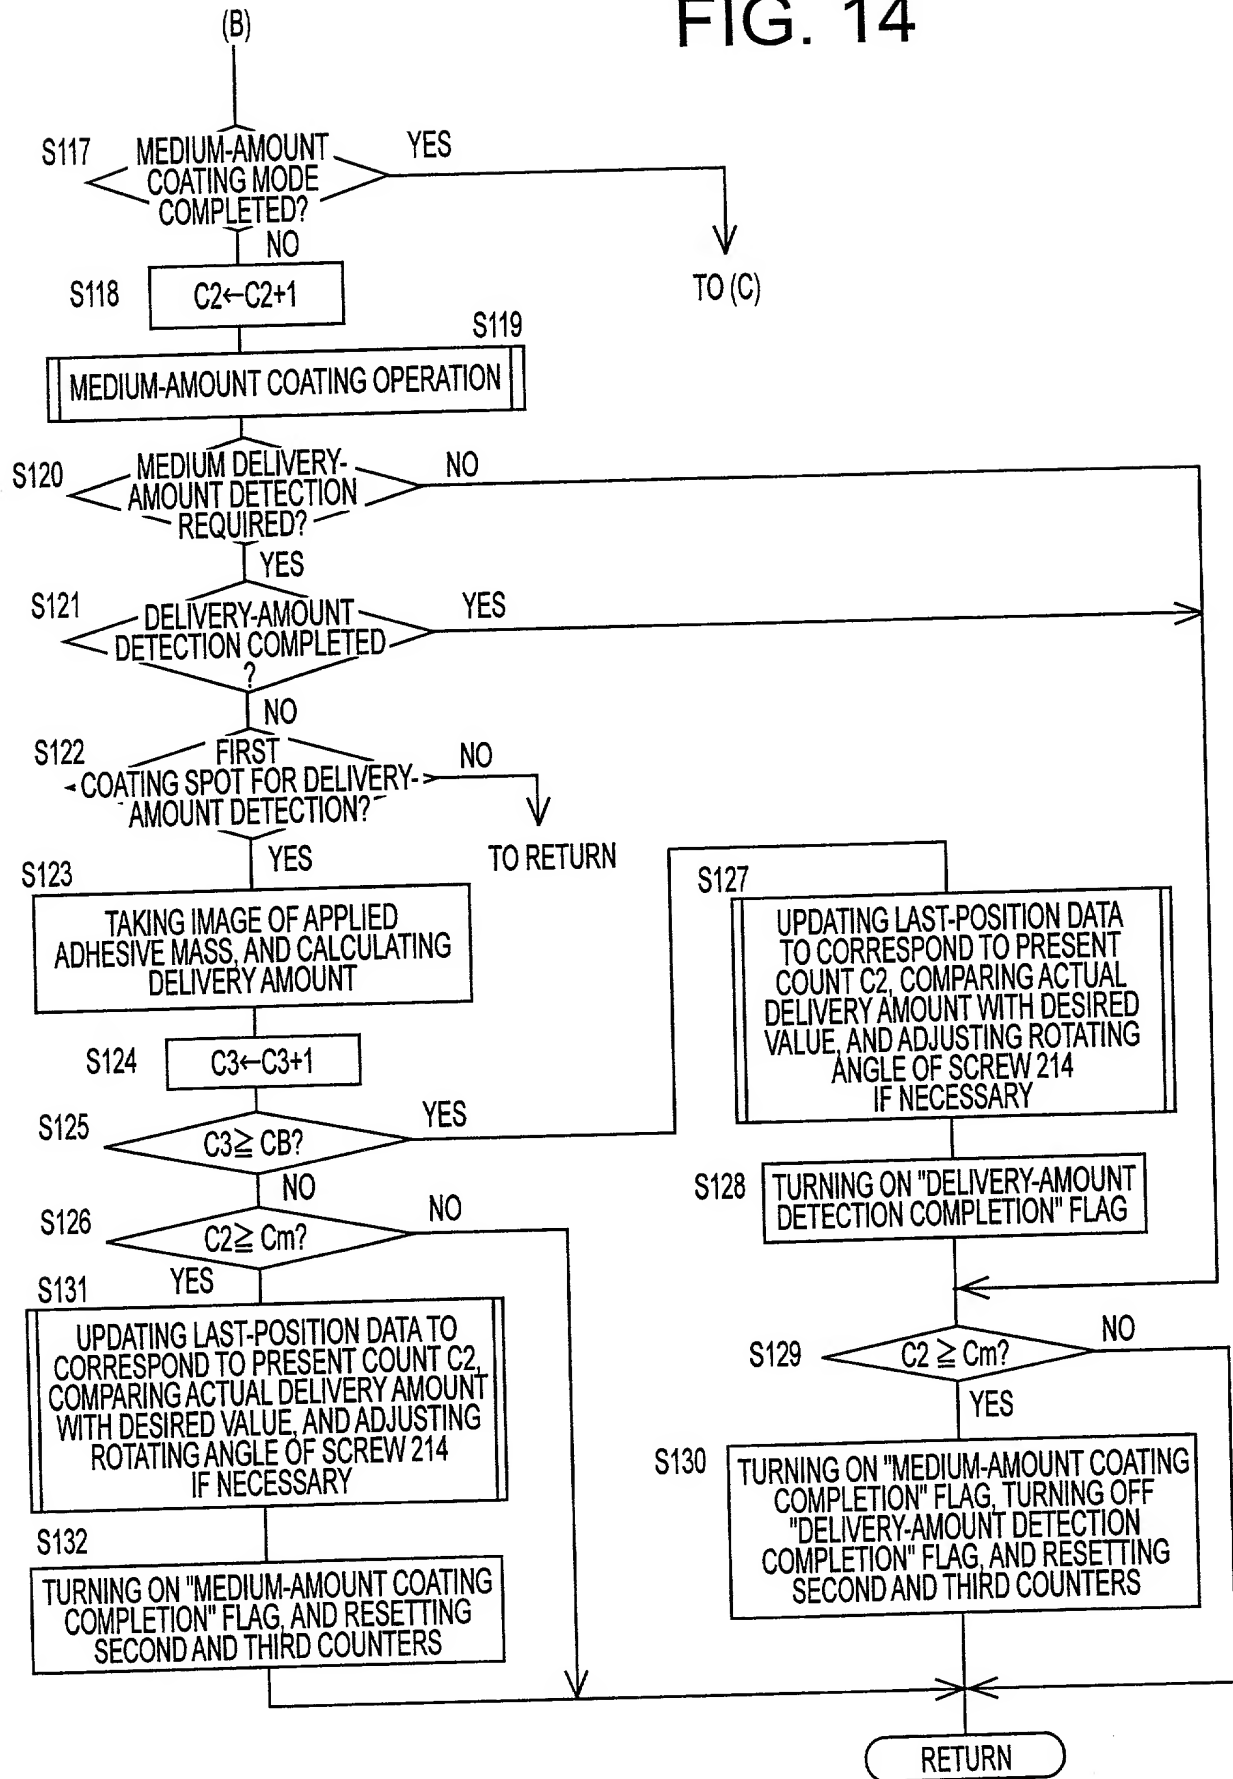 FIG. 14
(B)
S117
MEDIUM-AMOUNT
COATING MODE
COMPLETED?
YES
TO (C)
NO
S118
C2←C2+1
S119
MEDIUM-AMOUNT COATING OPERATION
S120
MEDIUM DELIVERY-
AMOUNT DETECTION
REQUIRED?
NO
YES
S121
DELIVERY-AMOUNT
DETECTION COMPLETED
?
YES
NO
S122
FIRST
COATING SPOT FOR DELIVERY-
AMOUNT DETECTION?
NO
TO RETURN
YES
S123
TAKING IMAGE OF APPLIED
ADHESIVE MASS, AND CALCULATING
DELIVERY AMOUNT
S124
C3←C3+1
S125
C3≧CB?
YES
NO
S126
C2≧Cm?
NO
YES
S131
UPDATING LAST-POSITION DATA TO
CORRESPOND TO PRESENT COUNT C2,
COMPARING ACTUAL DELIVERY AMOUNT
WITH DESIRED VALUE, AND ADJUSTING
ROTATING ANGLE OF SCREW 214
IF NECESSARY
S132
TURNING ON "MEDIUM-AMOUNT COATING
COMPLETION" FLAG, AND RESETTING
SECOND AND THIRD COUNTERS
S127
UPDATING LAST-POSITION DATA
TO CORRESPOND TO PRESENT
COUNT C2, COMPARING ACTUAL
DELIVERY AMOUNT WITH DESIRED
VALUE, AND ADJUSTING ROTATING
ANGLE OF SCREW 214
IF NECESSARY
S128
TURNING ON "DELIVERY-AMOUNT
DETECTION COMPLETION" FLAG
S129
C2 ≧ Cm?
NO
YES
S130
TURNING ON "MEDIUM-AMOUNT COATING
COMPLETION" FLAG, TURNING OFF
"DELIVERY-AMOUNT DETECTION
COMPLETION" FLAG, AND RESETTING
SECOND AND THIRD COUNTERS
RETURN